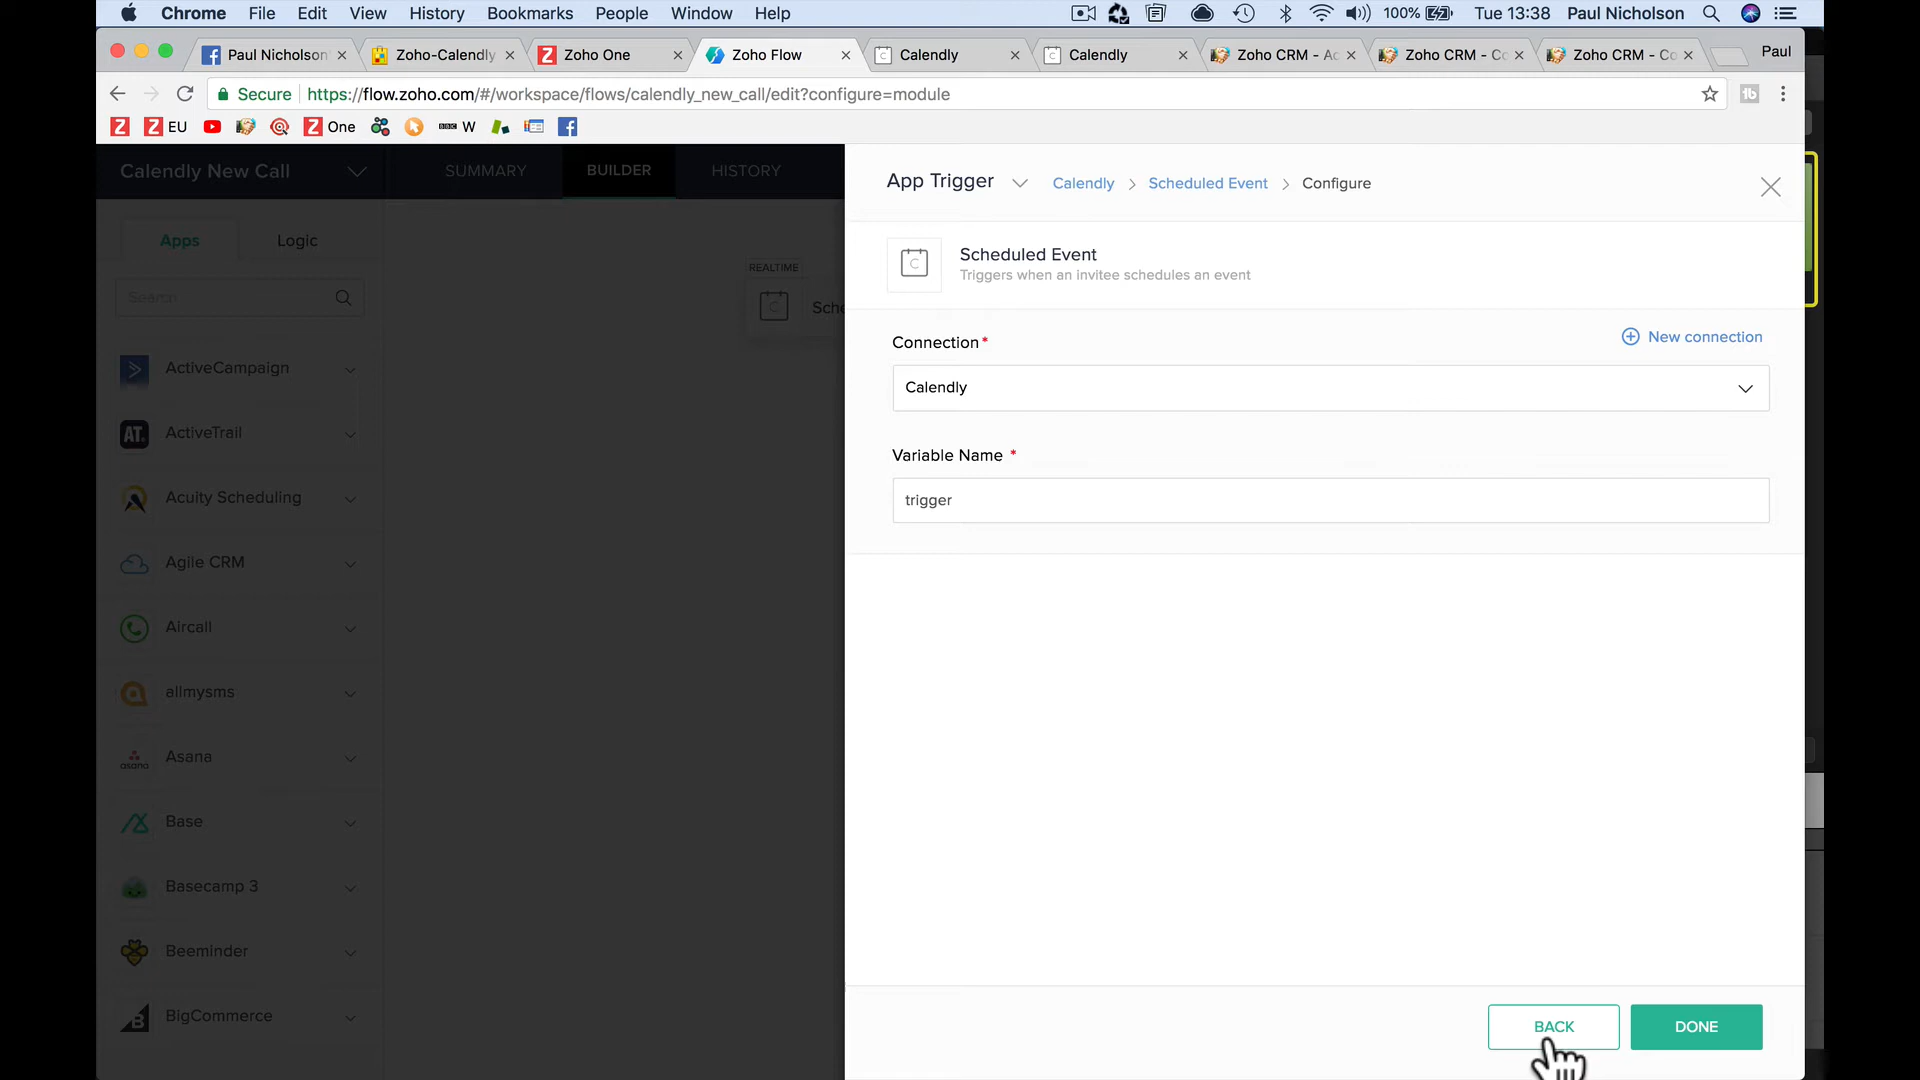 Chrome File Edit View History Bookmarks People Window Help 100% Tue 13:38 Paul Nicholson
Paul Nicholson Zoho-Calendly Zoho One Zoho Flow Calendly Calendly Zoho CRM - Ac Zoho CRM - Co Zoho CRM - Co Paul
Secure https://flow.zoho.com/#/workspace/flows/calendly_new_call/edit?configure=module
EU One BBC W
Calendly New Call SUMMARY BUILDER HISTORY
App Trigger Calendly > Scheduled Event > Configure
Apps Logic
Search
REALTIME
Sche
Scheduled Event
Triggers when an invitee schedules an event
Connection*
New connection
Calendly
Variable Name *
trigger
ActiveCampaign
ActiveTrail
Acuity Scheduling
Agile CRM
Aircall
allmysms
Asana
Base
Basecamp 3
Beeminder
BigCommerce
BACK DONE